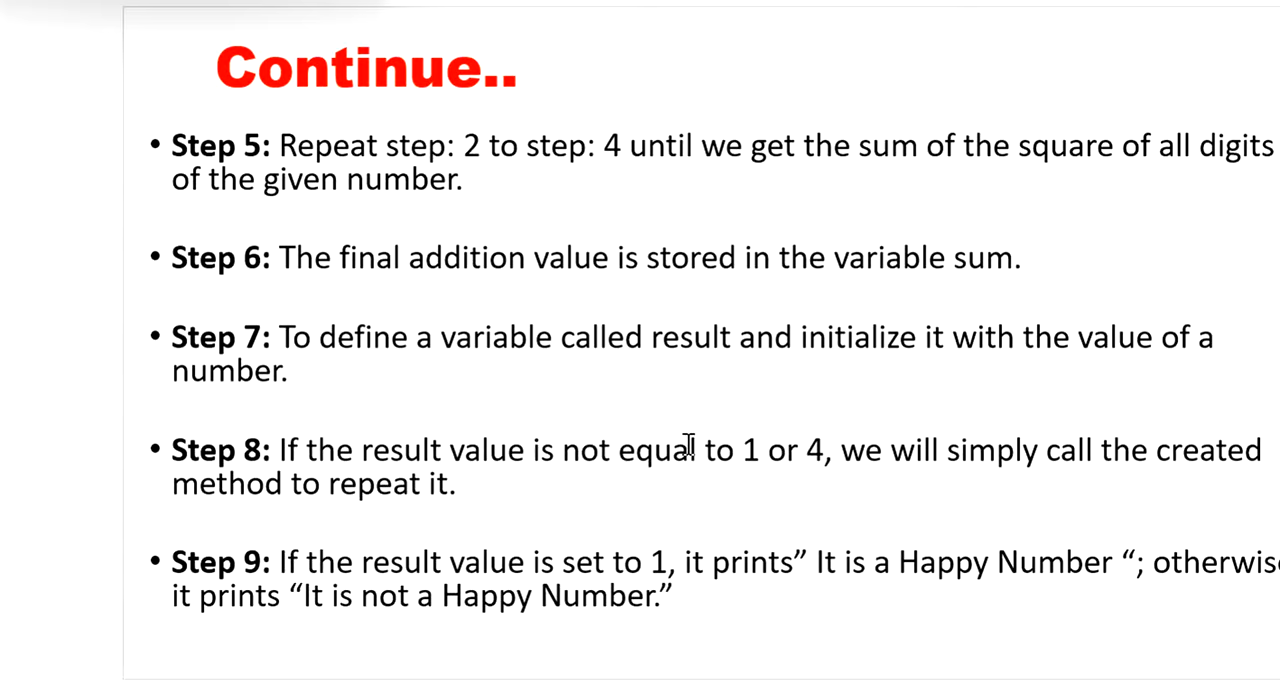 Continue..
• Step 5: Repeat step: 2 to step: 4 until we get the sum of the square of all digits
of the given number.
• Step 6: The final addition value is stored in the variable sum.
• Step 7: To define a variable called result and initialize it with the value of a
number.
• Step 8: If the result value is not equal to 1 or 4, we will simply call the created
method to repeat it.
• Step 9: If the result value is set to 1, it prints” It is a Happy Number “; otherwise
it prints “It is not a Happy Number.”